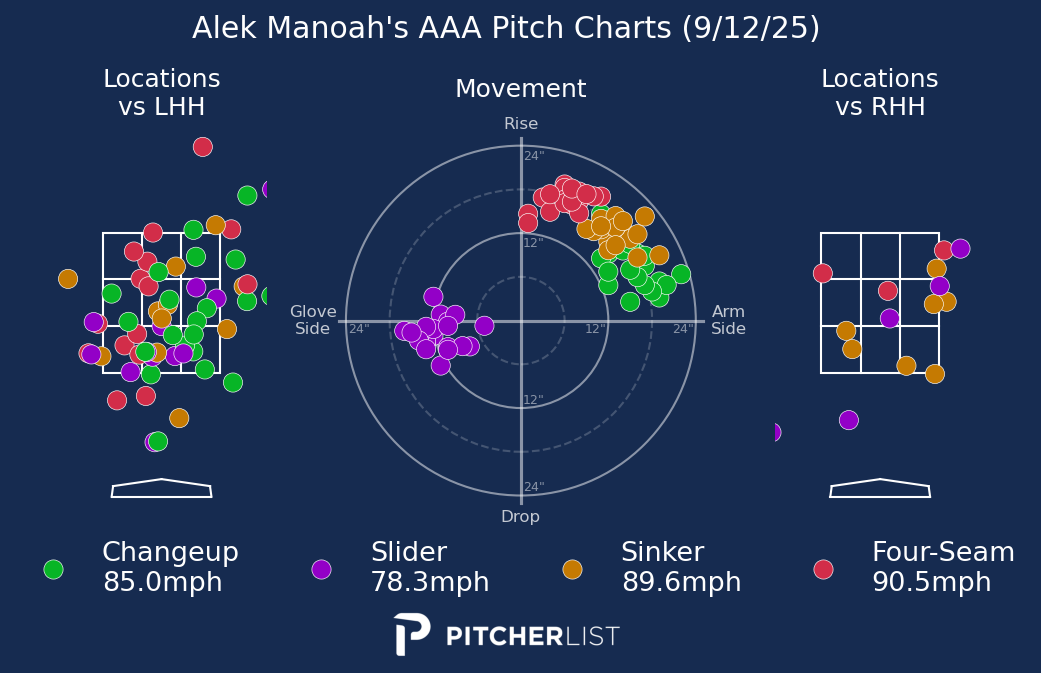 Alek Manoah's AAA Pitch Charts (9/12/25)
Locations
vs LHH
Movement
Locations
vs RHH
Rise
24"
12"
Glove
Side
24"
12"
24"
Arm
Side
12"
24"
Drop
Changeup
85.0mph
Slider
78.3mph
Sinker
89.6mph
Four-Seam
90.5mph
PITCHERLIST